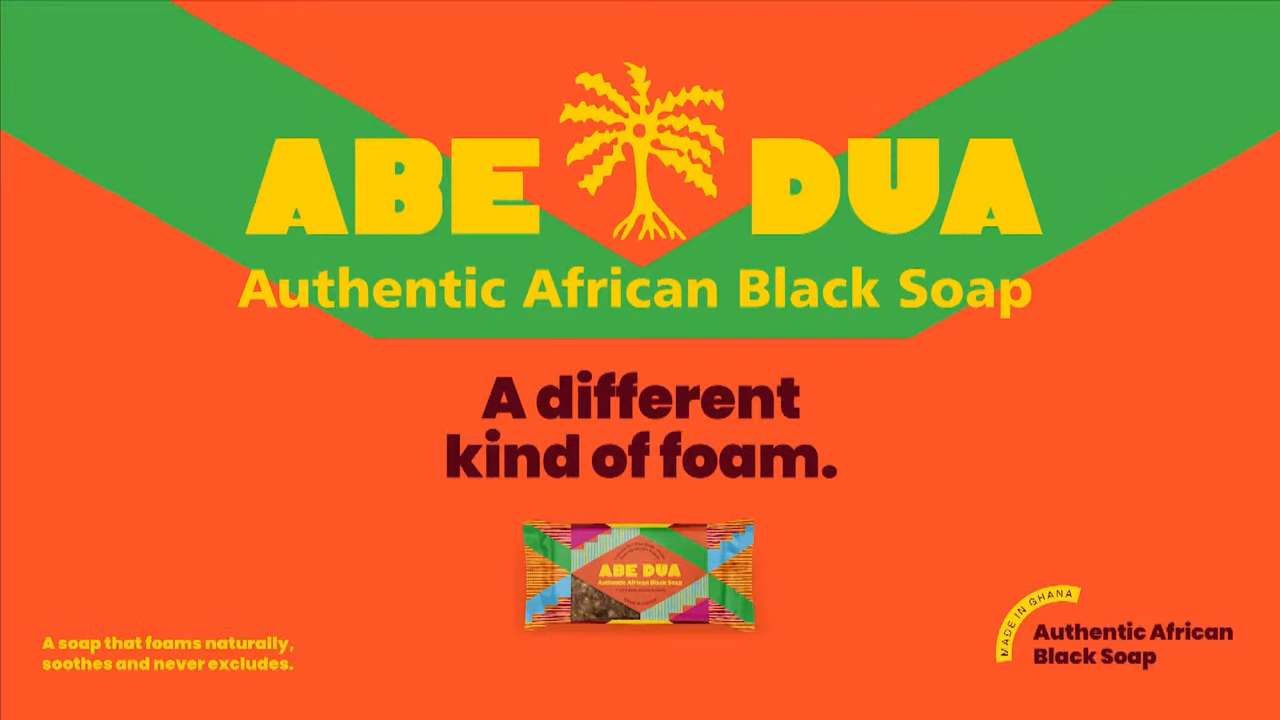 ABE DUA
Authentic African Black Soap
A different
kind of foam.
ABE DUA
Authentic African Black Soap
A soap that foams naturally,
soothes and never excludes.
MADE IN GHANA
Authentic African
Black Soap